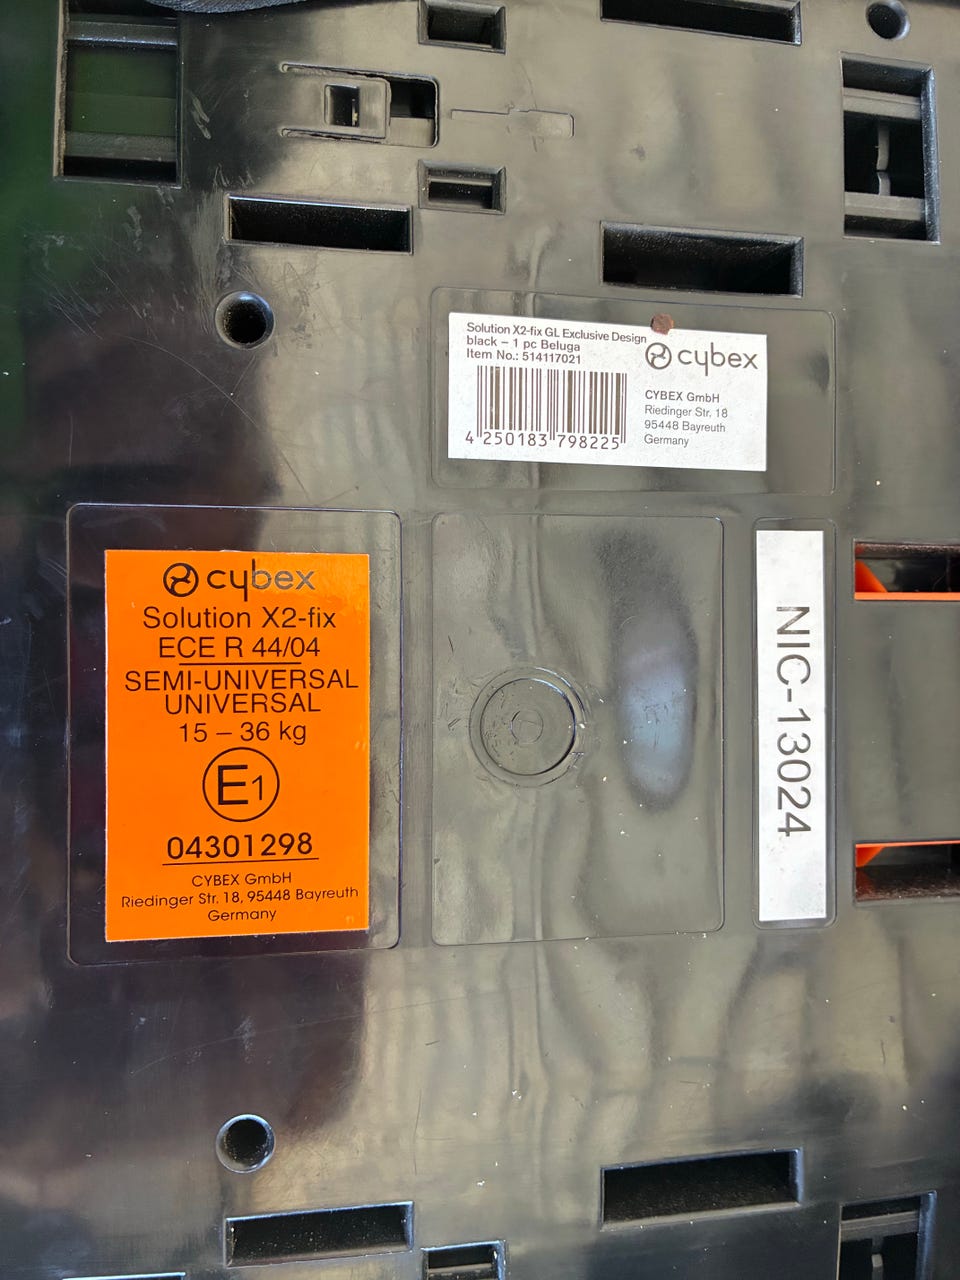 Solution X2-fix GL Exclusive Design
black – 1 pc Beluga
Item No.: 514117021
cybex
4 250183 798225
CYBEX GmbH
Riedinger Str. 18
95448 Bayreuth
Germany
cybex
Solution X2-fix
ECE R 44/04
SEMI-UNIVERSAL
UNIVERSAL
15 – 36 kg
E1
04301298
CYBEX GmbH
Riedinger Str. 18, 95448 Bayreuth
Germany
NIC-13024